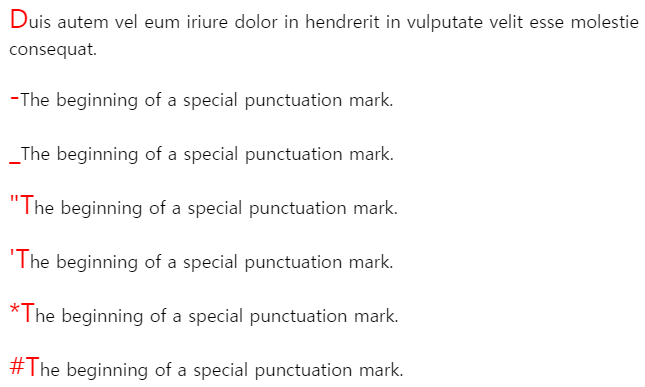 Duis autem vel eum iriure dolor in hendrerit in vulputate velit esse molestie
consequat.
-The beginning of a special punctuation mark.
_The beginning of a special punctuation mark.
"The beginning of a special punctuation mark.
'The beginning of a special punctuation mark.
*The beginning of a special punctuation mark.
#The beginning of a special punctuation mark.